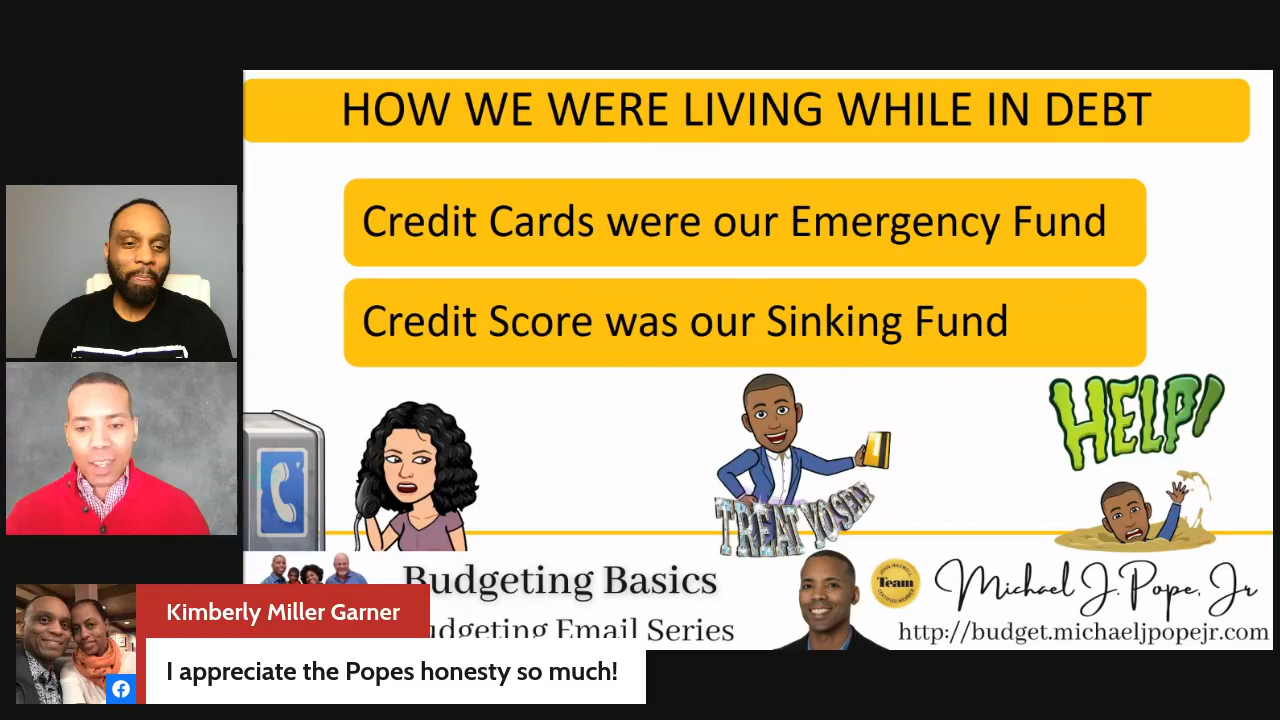 HOW WE WERE LIVING WHILE IN DEBT
Credit Cards were our Emergency Fund
Credit Score was our Sinking Fund
HELP!
TREAT YO SELF
Budgeting Basics
udgeting Email Series
Team
Michael J. Pope, Jr
http://budget.michaeljpopejr.com
Kimberly Miller Garner
I appreciate the Popes honesty so much!